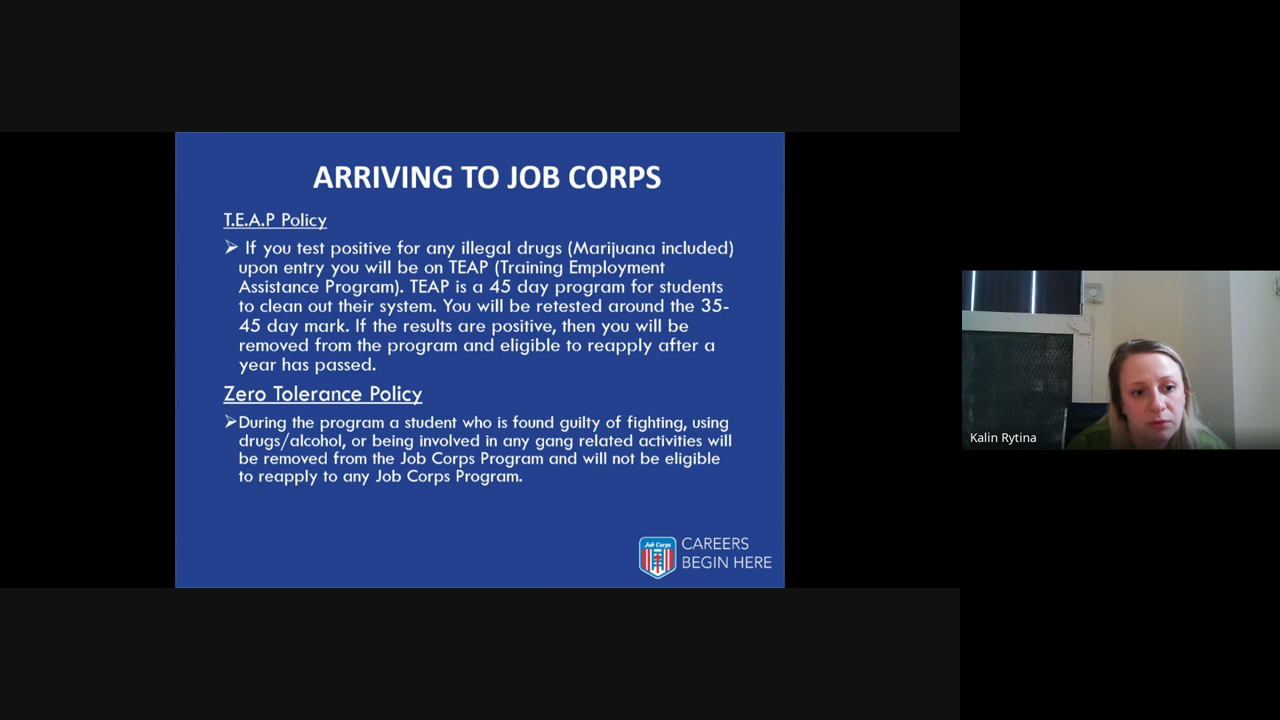 ARRIVING TO JOB CORPS
T.E.A.P Policy
➢ If you test positive for any illegal drugs (Marijuana included)
upon entry you will be on TEAP (Training Employment
Assistance Program). TEAP is a 45 day program for students
to clean out their system. You will be retested around the 35-
45 day mark. If the results are positive, then you will be
removed from the program and eligible to reapply after a
year has passed.
Zero Tolerance Policy
➢During the program a student who is found guilty of fighting, using
drugs/alcohol, or being involved in any gang related activities will
be removed from the Job Corps Program and will not be eligible
to reapply to any Job Corps Program.
Job Corps
CAREERS
BEGIN HERE
Kalin Rytina